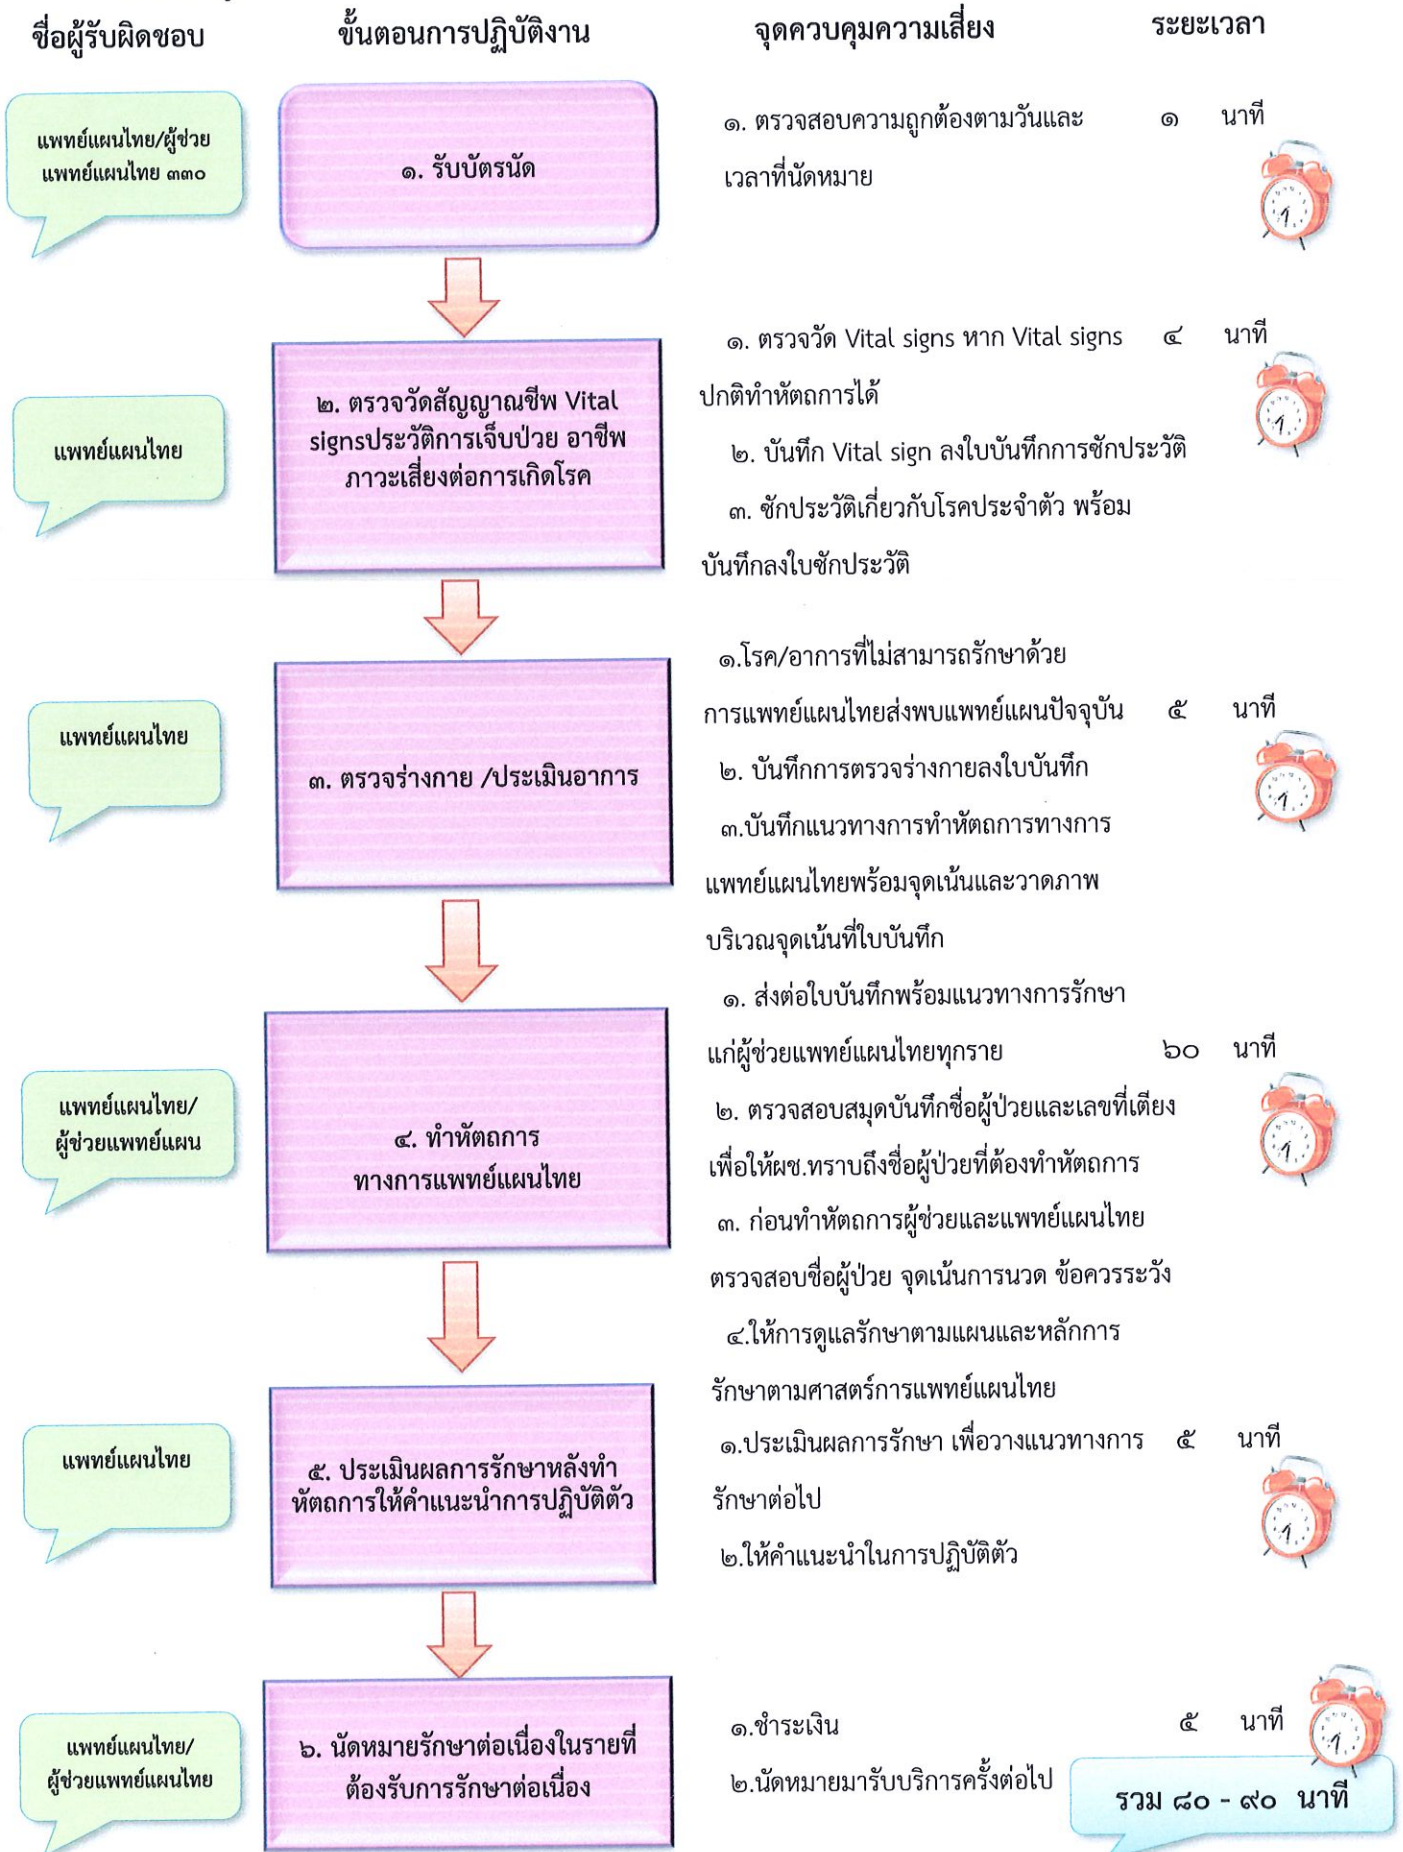 ชื่อผู้รับผิดชอบ
ขั้นตอนการปฏิบัติงาน
จุดควบคุมความเสี่ยง
ระยะเวลา
แพทย์แผนไทย/ผู้ช่วย
แพทย์แผนไทย ๓๓๐
๑. รับบัตรนัด
๑. ตรวจสอบความถูกต้องตามวันและ
เวลาที่นัดหมาย
๑ นาที
แพทย์แผนไทย
๒. ตรวจวัดสัญญาณชีพ Vital
signsประวัติการเจ็บป่วย อาชีพ
ภาวะเสี่ยงต่อการเกิดโรค
๑. ตรวจวัด Vital signs หาก Vital signs
ปกติทำหัตถการได้
๒. บันทึก Vital sign ลงใบบันทึกการซักประวัติ
๓. ซักประวัติเกี่ยวกับโรคประจำตัว พร้อม
บันทึกลงใบซักประวัติ
๔ นาที
แพทย์แผนไทย
๓. ตรวจร่างกาย /ประเมินอาการ
๑.โรค/อาการที่ไม่สามารถรักษาด้วย
การแพทย์แผนไทยส่งพบแพทย์แผนปัจจุบัน
๒. บันทึกการตรวจร่างกายลงใบบันทึก
๓.บันทึกแนวทางการทำหัตถการทางการ
แพทย์แผนไทยพร้อมจุดเน้นและวาดภาพ
บริเวณจุดเน้นที่ใบบันทึก
๕ นาที
แพทย์แผนไทย/
ผู้ช่วยแพทย์แผน
๔. ทำหัตถการ
ทางการแพทย์แผนไทย
๑. ส่งต่อใบบันทึกพร้อมแนวทางการรักษา
แก่ผู้ช่วยแพทย์แผนไทยทุกราย
๒. ตรวจสอบสมุดบันทึกชื่อผู้ป่วยและเลขที่เตียง
เพื่อให้ผช.ทราบถึงชื่อผู้ป่วยที่ต้องทำหัตถการ
๓. ก่อนทำหัตถการผู้ช่วยและแพทย์แผนไทย
ตรวจสอบชื่อผู้ป่วย จุดเน้นการนวด ข้อควรระวัง
๔.ให้การดูแลรักษาตามแผนและหลักการ
รักษาตามศาสตร์การแพทย์แผนไทย
๖๐ นาที
แพทย์แผนไทย
๕. ประเมินผลการรักษาหลังทำ
หัตถการให้คำแนะนำการปฏิบัติตัว
๑.ประเมินผลการรักษา เพื่อวางแนวทางการ
รักษาต่อไป
๒.ให้คำแนะนำในการปฏิบัติตัว
๕ นาที
แพทย์แผนไทย/
ผู้ช่วยแพทย์แผนไทย
๖. นัดหมายรักษาต่อเนื่องในรายที่
ต้องรับการรักษาต่อเนื่อง
๑.ชำระเงิน
๒.นัดหมายมารับบริการครั้งต่อไป
๕ นาที
รวม ๘๐ - ๙๐ นาที